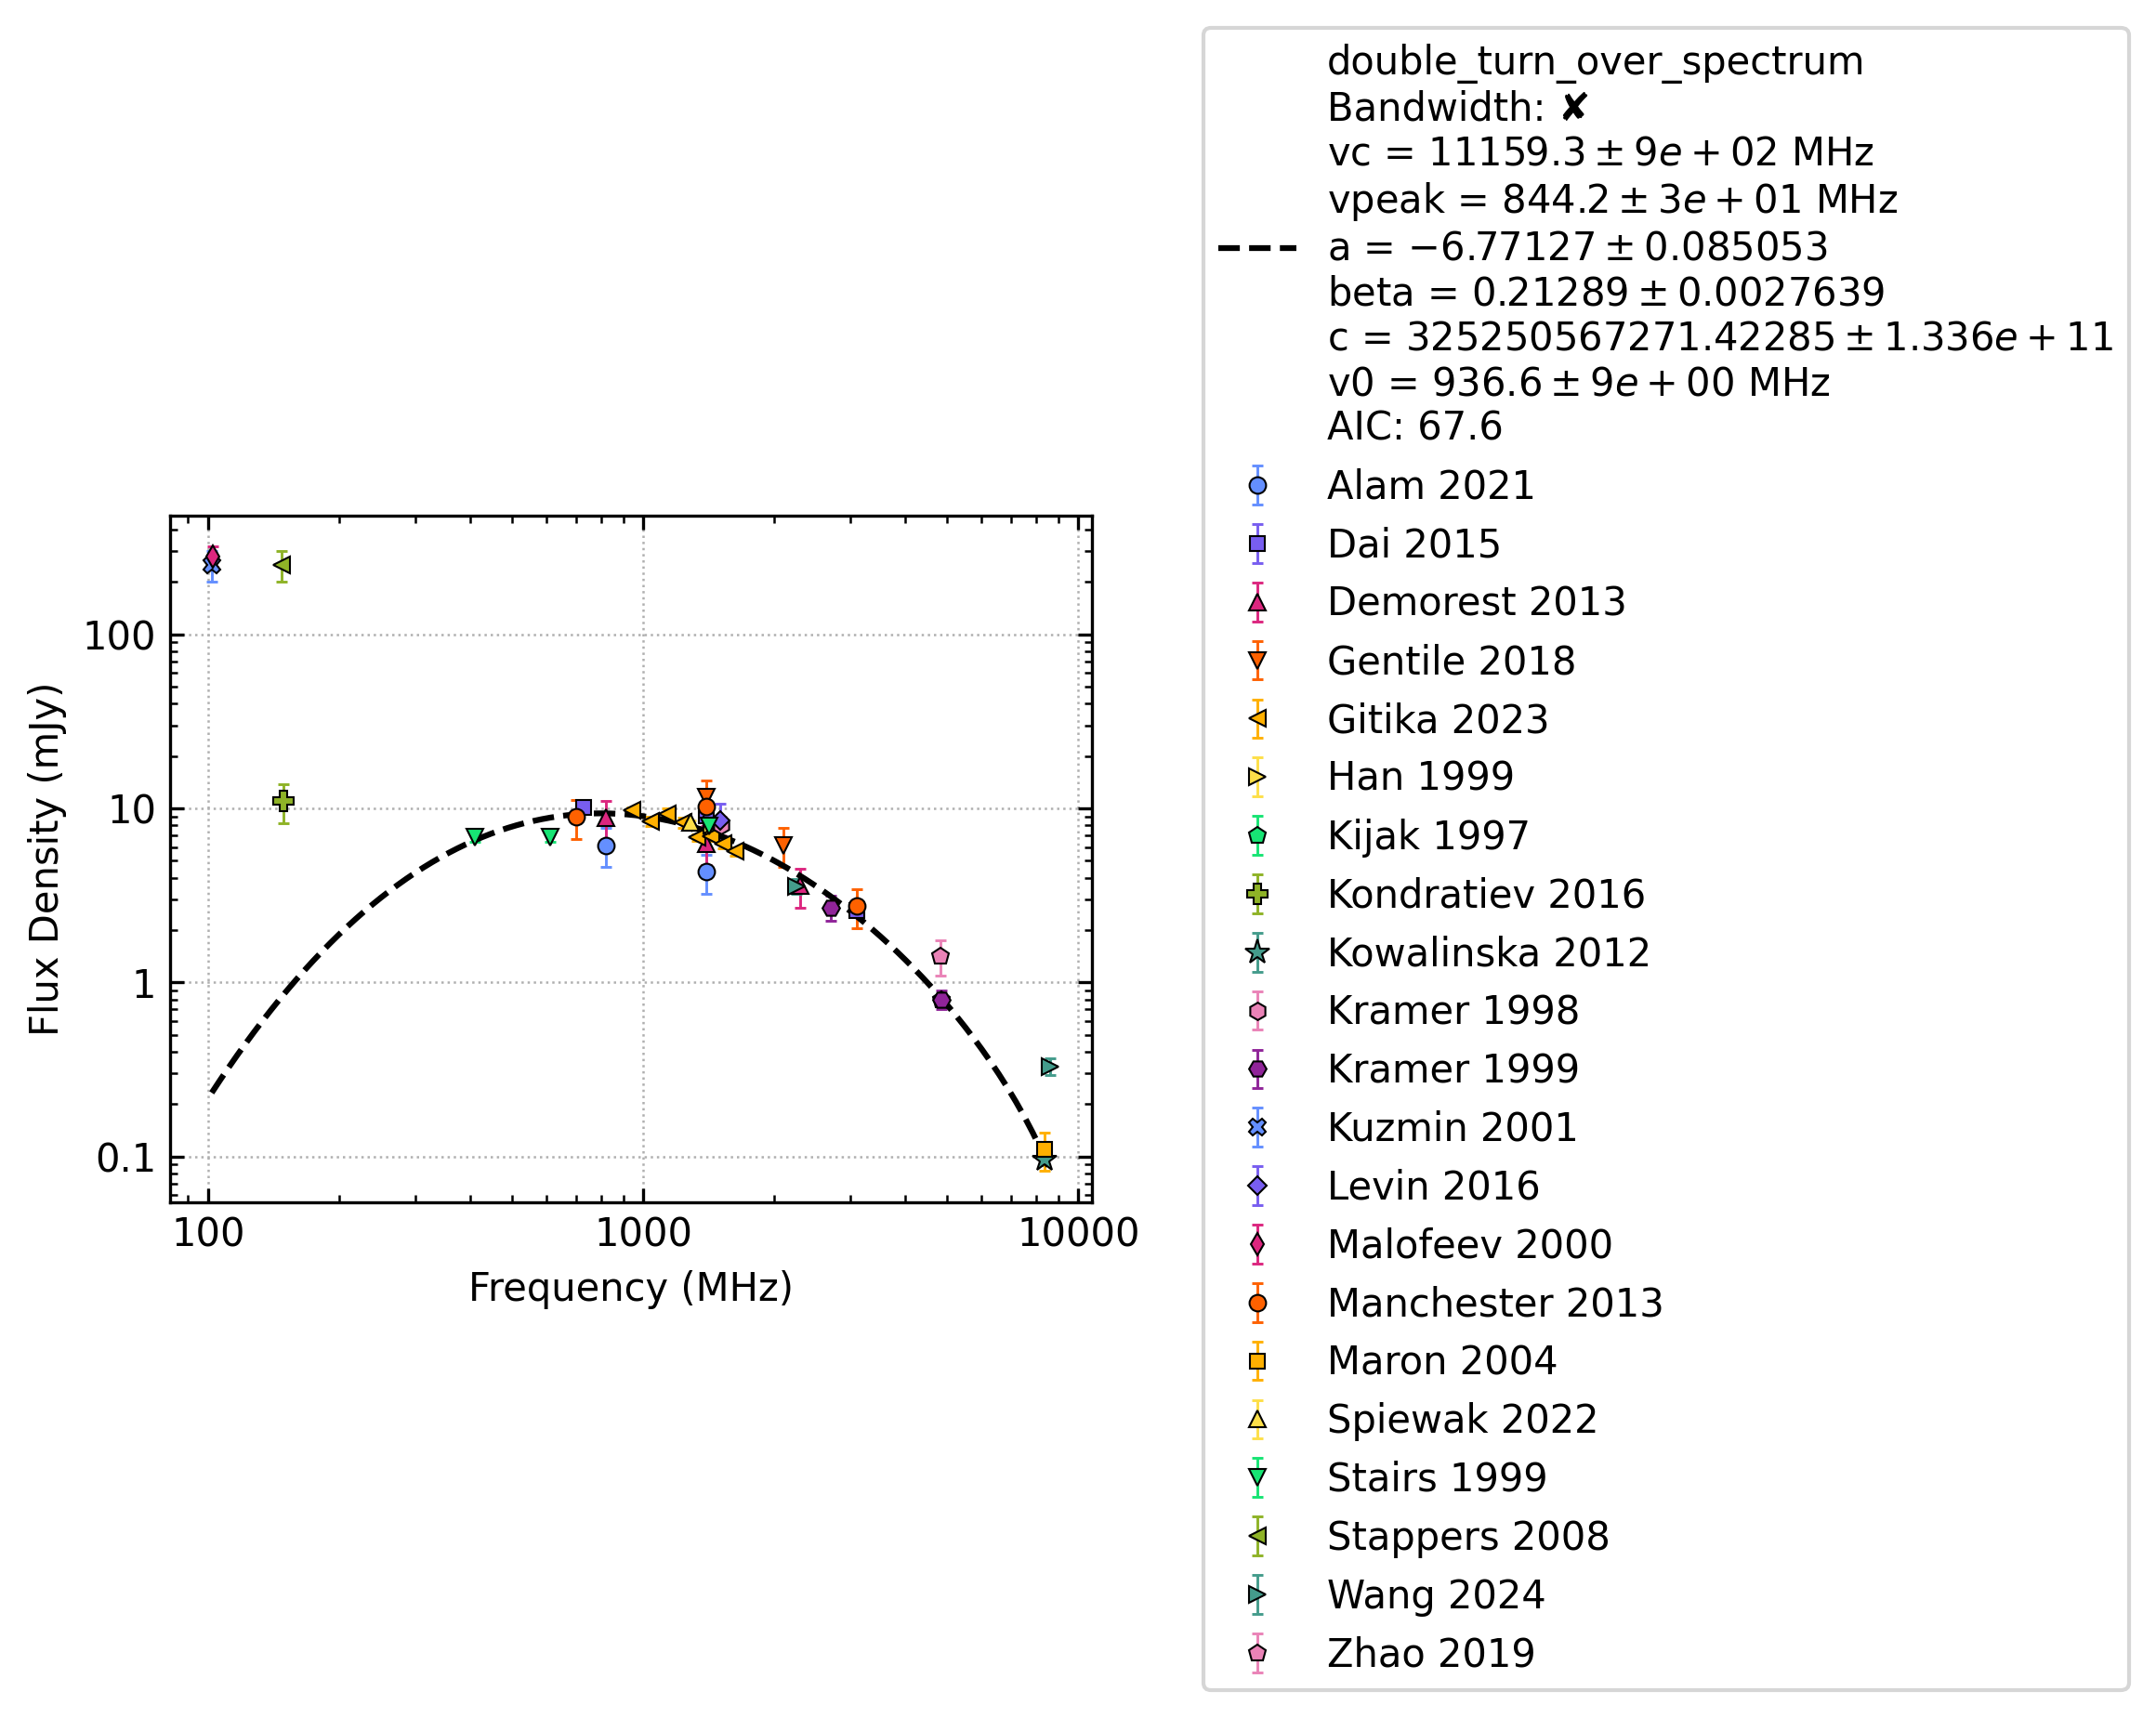 double_turn_over_spectrum
Bandwidth: ✘
vc = 11159.3 ± 9e + 02 MHz
vpeak = 844.2 ± 3e + 01 MHz
a = −6.77127 ± 0.085053
beta = 0.21289 ± 0.0027639
c = 325250567271.42285 ± 1.336e + 11
v0 = 936.6 ± 9e + 00 MHz
AIC: 67.6
Alam 2021
Dai 2015
Demorest 2013
Gentile 2018
Gitika 2023
Han 1999
Kijak 1997
Kondratiev 2016
Kowalinska 2012
Kramer 1998
Kramer 1999
Kuzmin 2001
Levin 2016
Malofeev 2000
Manchester 2013
Maron 2004
Spiewak 2022
Stairs 1999
Stappers 2008
Wang 2024
Zhao 2019
Flux Density (mJy)
100
10
1
0.1
100 1000 10000
Frequency (MHz)